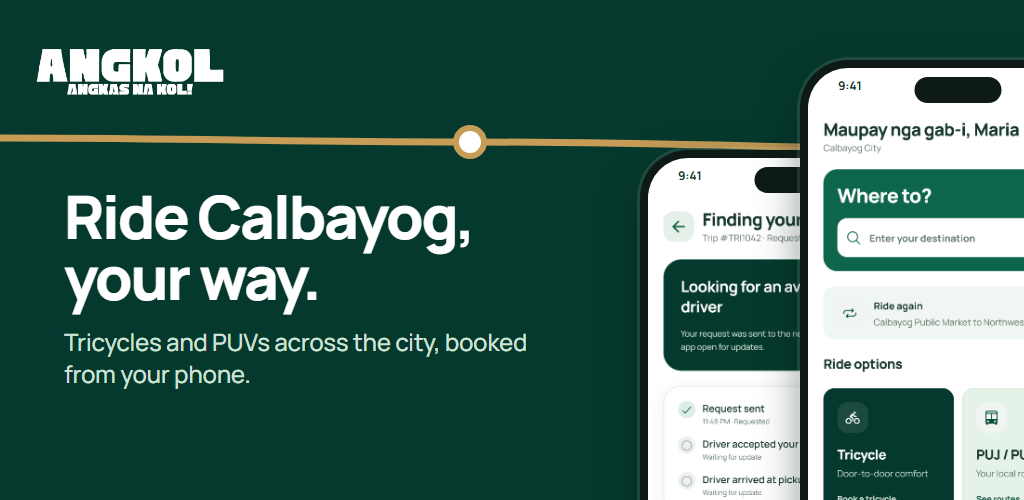 ANGKOL
ANGKAS NA KOL!
Ride Calbayog,
your way.
Tricycles and PUVs across the city, booked
from your phone.
9:41
Finding your
Trip #TRI1042 · Request
Looking for an av
driver
Your request was sent to the ne
app open for updates.
Request sent
11:46 PM · Requested
Driver accepted your
Waiting for update
Driver arrived at picku
Waiting for update
9:41
Maupay nga gab-i, Maria
Calbayog City
Where to?
Enter your destination
Ride again
Calbayog Public Market to Northwes
Ride options
Tricycle
Door-to-door comfort
Book a tricycle
PUJ / PU
Your local ro
See routes